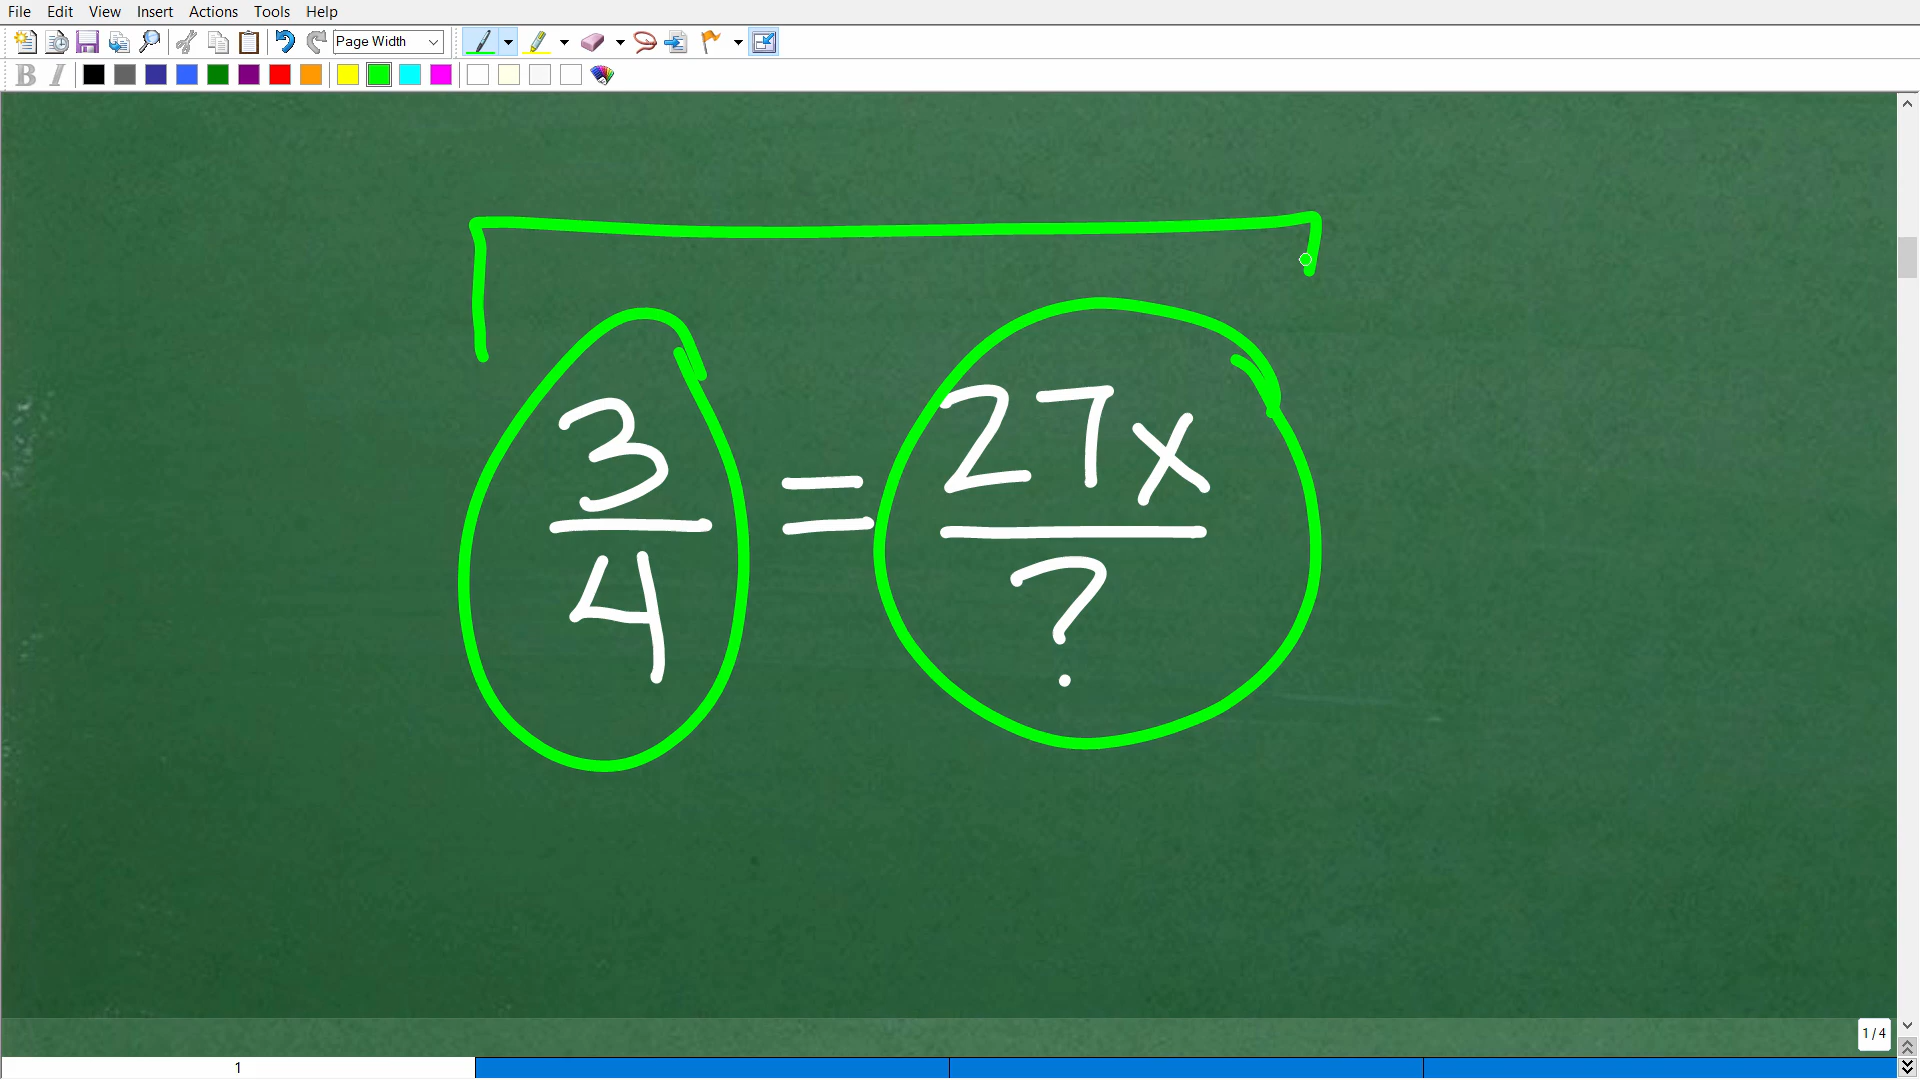 File Edit View Insert Actions Tools Help
Page Width
B I
3/4 = 27x/?
1 / 4
1